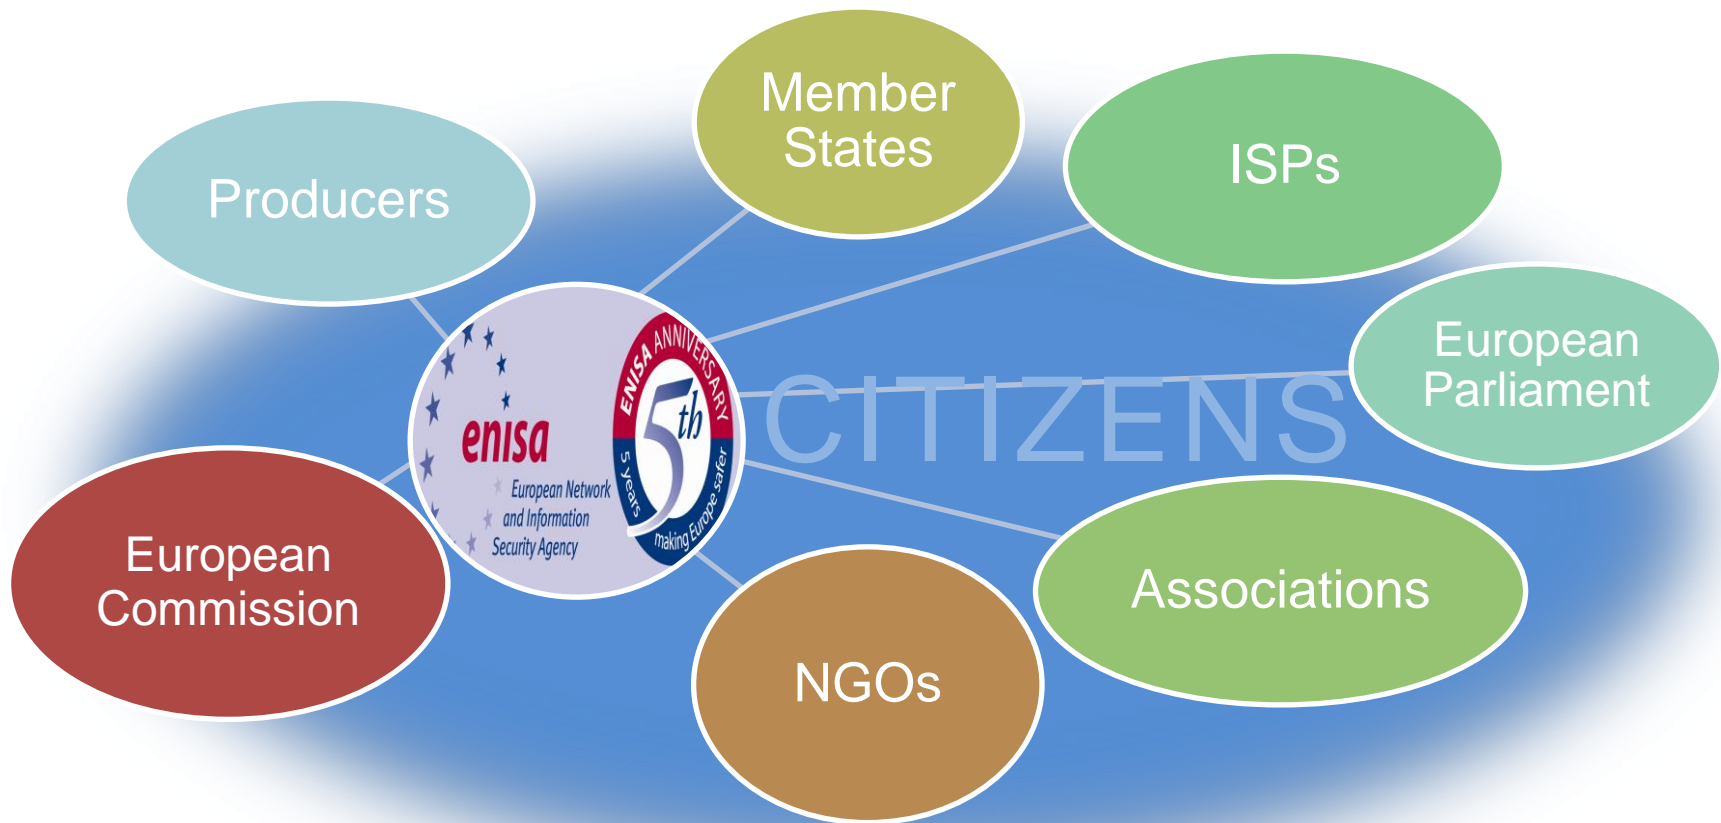 Member
States
ISPs
Producers
European
Parliament
CITIZENS
ENISA ANNIVERSARY
5th
5 years
making Europe safer
enisa
European Network
and Information
Security Agency
European
Commission
Associations
NGOs